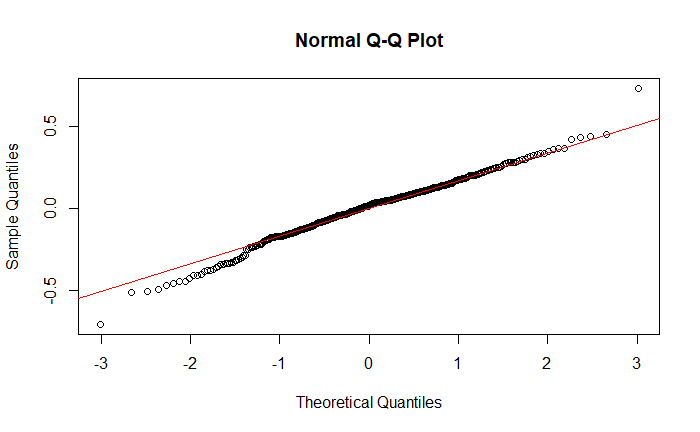 Normal Q-Q Plot
Sample Quantiles
0.5
0.0
-0.5
-3 -2 -1 0 1 2 3
Theoretical Quantiles